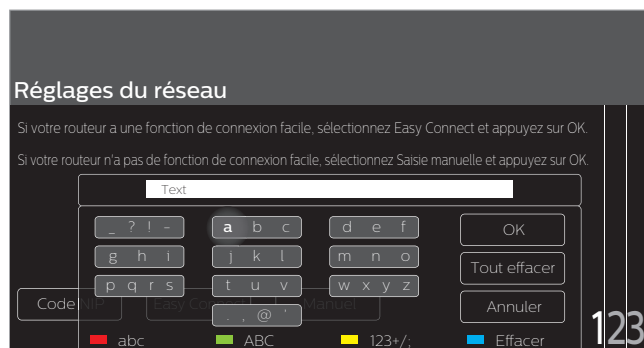 Réglages du réseau
Si votre routeur a une fonction de connexion facile, sélectionnez Easy Connect et appuyez sur OK.
Si votre routeur n'a pas de fonction de connexion facile, sélectionnez Saisie manuelle et appuyez sur OK.
Text
_ ? ! - a b c d e f OK
g h i j k l m n o Tout effacer
p q r s t u v w x y z
Code NIP Easy Connect Manuel Annuler
. , @ '
abc ABC 123+/; Effacer
123